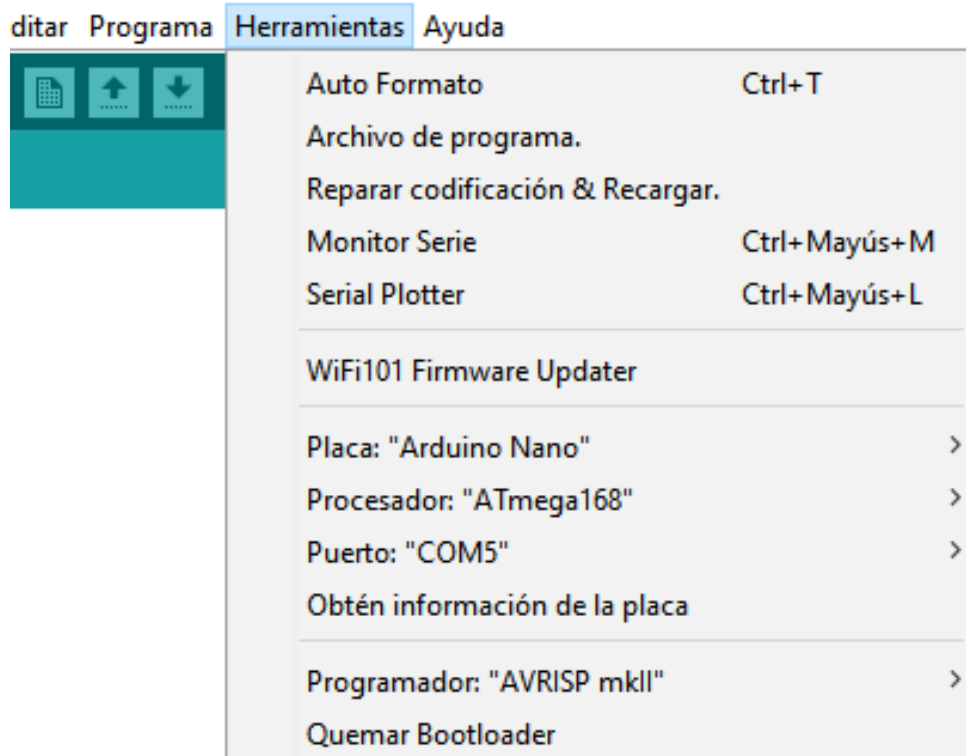 ditar Programa Herramientas Ayuda
Auto Formato Ctrl+T
Archivo de programa.
Reparar codificación & Recargar.
Monitor Serie Ctrl+Mayús+M
Serial Plotter Ctrl+Mayús+L
WiFi101 Firmware Updater
Placa: "Arduino Nano"
Procesador: "ATmega168"
Puerto: "COM5"
Obtén información de la placa
Programador: "AVRISP mkII"
Quemar Bootloader